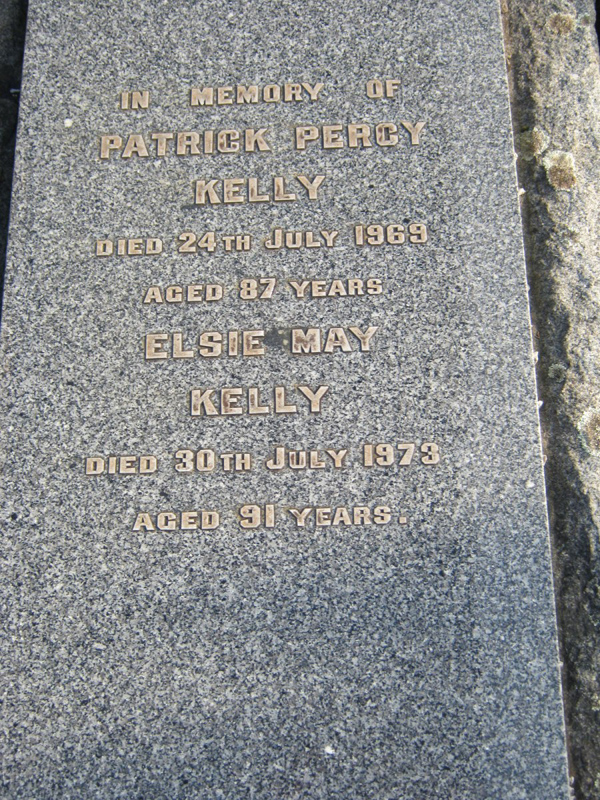 IN MEMORY OF
PATRICK PERCY
KELLY
DIED 24TH JULY 1969
AGED 87 YEARS
ELSIE MAY
KELLY
DIED 30TH JULY 1973
AGED 91 YEARS.